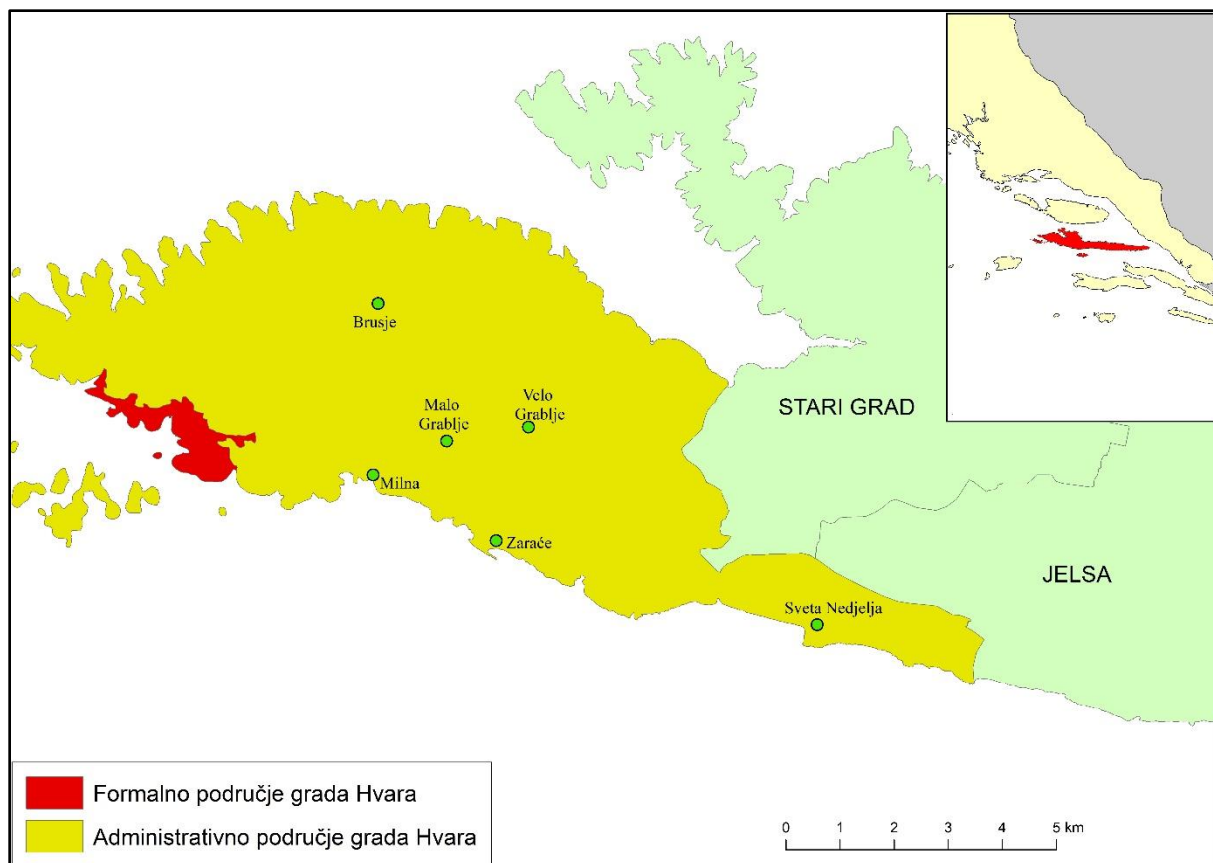 Brusje
Malo
Grablje
Velo
Grablje
STARI GRAD
Milna
Zaraće
JELSA
Sveta Nedjelja
Formalno područje grada Hvara
Administrativno područje grada Hvara
0 1 2 3 4 5 km